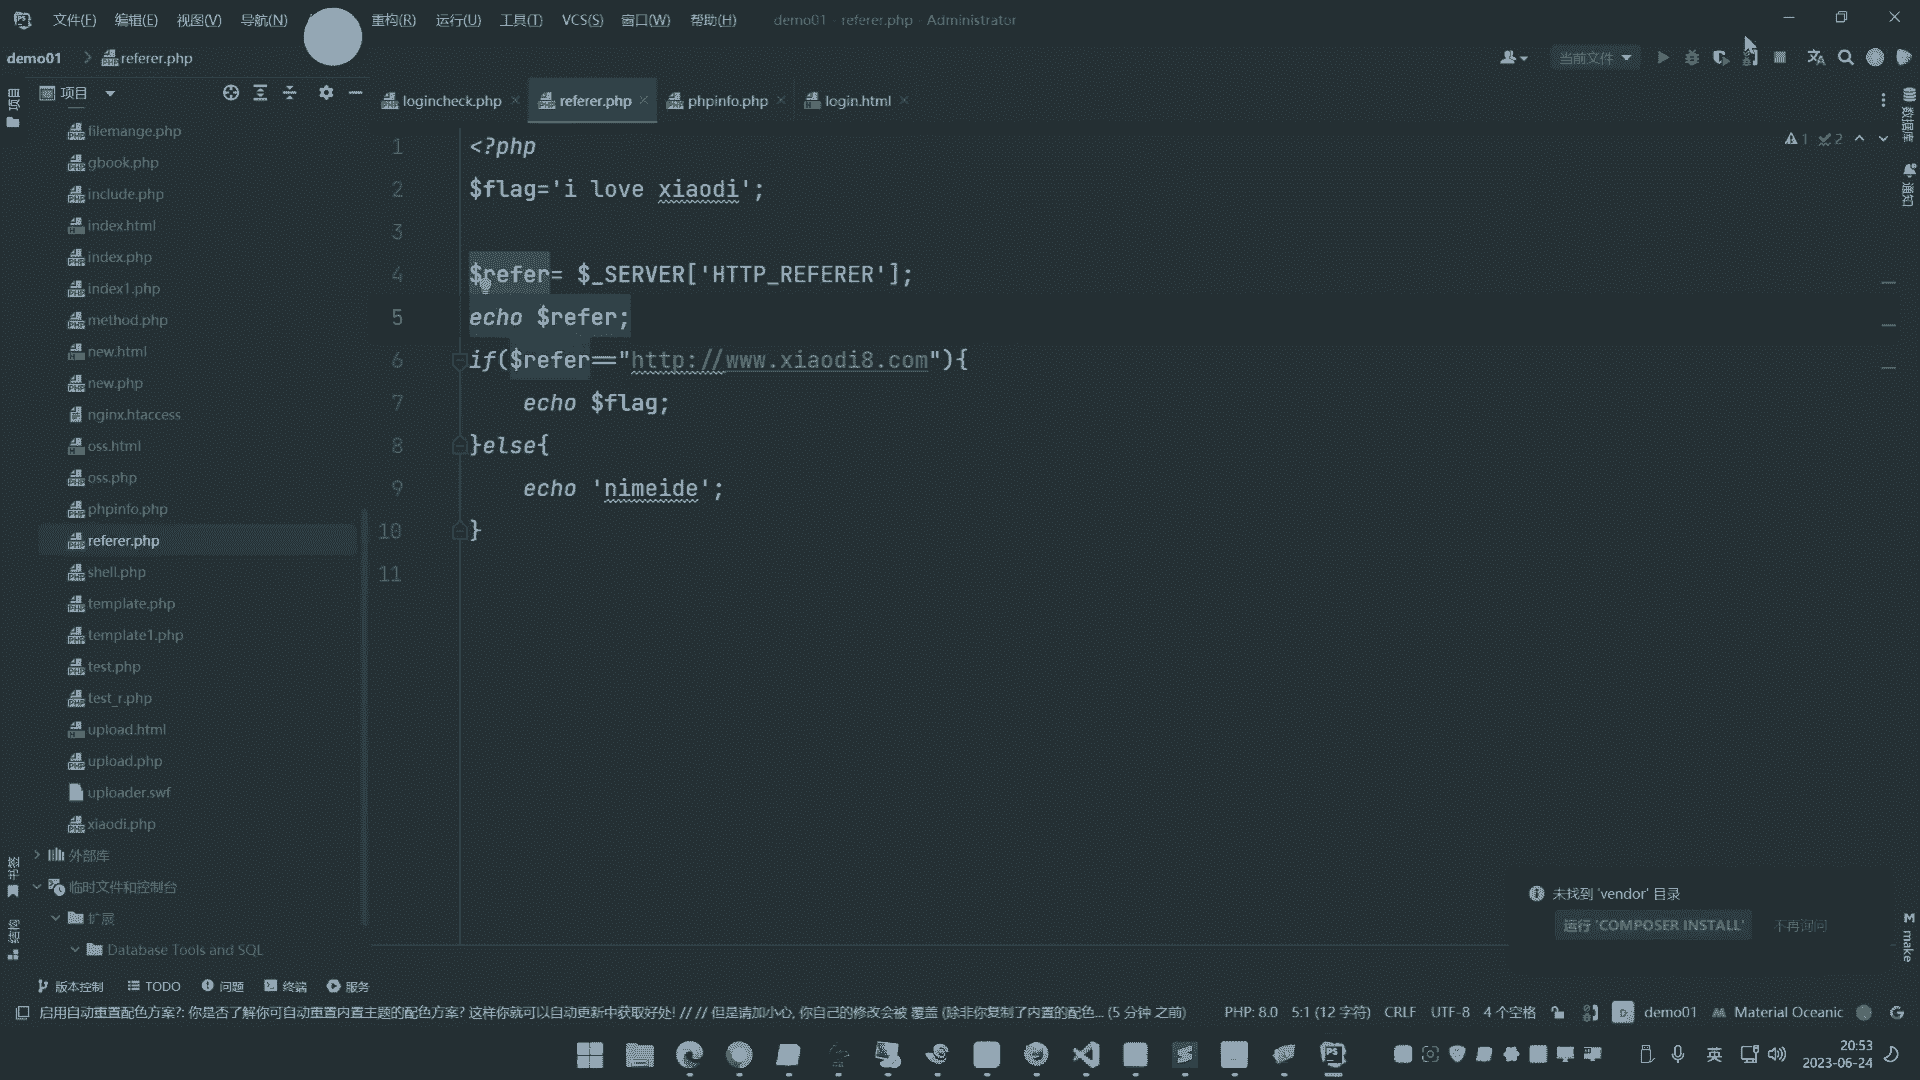 文件(F) 编辑(E) 视图(V) 导航(N) 重构(R) 运行(U) 工具(T) VCS(S) 窗口(W) 帮助(H) demo01 - referer.php - Administrator
demo01 referer.php 当前文件
项目
项目
logincheck.php referer.php phpinfo.php login.html
数据库
通知
filemange.php
gbook.php
include.php
index.html
index.php
index1.php
method.php
new.html
new.php
nginx.htaccess
oss.html
oss.php
phpinfo.php
referer.php
shell.php
template.php
template1.php
test.php
test_r.php
upload.html
upload.php
uploader.swf
xiaodi.php
外部库
临时文件和控制台
扩展
Database Tools and SQL
书签
结构
1 2
1 <?php
2 $flag='i love xiaodi';
3
4 $refer= $_SERVER['HTTP_REFERER'];
5 echo $refer;
6 if($refer=="http://www.xiaodi8.com"){
7 echo $flag;
8 }else{
9 echo 'nimeide';
10 }
11
未找到 'vendor' 目录
运行 'COMPOSER INSTALL' 不再询问
M make
版本控制 TODO 问题 终端 服务
启用自动重置配色方案?: 你是否了解你可自动重置内置主题的配色方案? 这样你就可以自动更新中获取好处! // // 但是请加小心, 你自己的修改会被 覆盖 (除非你复制了内置的配色... (5 分钟 之前) PHP: 8.0 5:1 (12 字符) CRLF UTF-8 4 个空格 demo01 Material Oceanic
英 20:53
2023-06-24